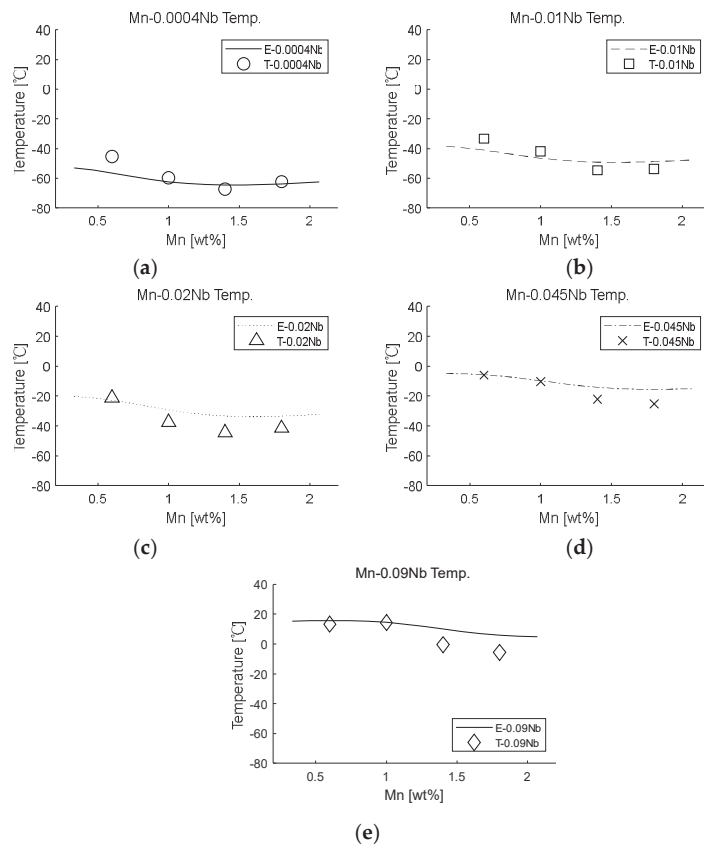 Mn-0.0004Nb Temp.
40
20
0
-20
-40
-60
-80
Temperature [℃]
E-0.0004Nb
T-0.0004Nb
0.5 1 1.5 2
Mn [wt%]
(a)
Mn-0.01Nb Temp.
40
20
0
-20
-40
-60
-80
Temperature [℃]
E-0.01Nb
T-0.01Nb
0.5 1 1.5 2
Mn [wt%]
(b)
Mn-0.02Nb Temp.
40
20
0
-20
-40
-60
-80
Temperature [℃]
E-0.02Nb
T-0.02Nb
0.5 1 1.5 2
Mn [wt%]
(c)
Mn-0.045Nb Temp.
40
20
0
-20
-40
-60
-80
Temperature [℃]
E-0.045Nb
T-0.045Nb
0.5 1 1.5 2
Mn [wt%]
(d)
Mn-0.09Nb Temp.
40
20
0
-20
-40
-60
-80
Temperature [℃]
E-0.09Nb
T-0.09Nb
0.5 1 1.5 2
Mn [wt%]
(e)